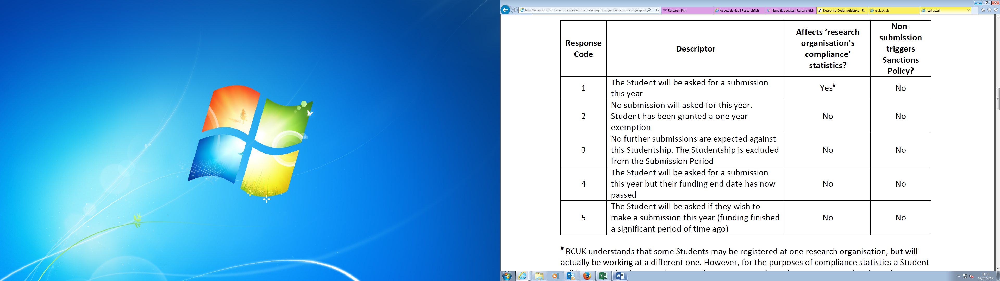 http://www.rcuk.ac.uk/documents/documents/rcukgenericguidanceconsideringrespon
Research Fish
Access denied | Researchfish
News & Updates | Researchfish
Response Codes guidance - R...
rcuk.ac.uk
rcuk.ac.uk
Response
Code
Descriptor
Affects ‘research
organisation’s
compliance’
statistics?
Non-
submission
triggers
Sanctions
Policy?
1
The Student will be asked for a submission
this year
Yes#
No
2
No submission will asked for this year.
Student has been granted a one year
exemption
No
No
3
No further submissions are expected against
this Studentship. The Studentship is excluded
from the Submission Period
No
No
4
The Student will be asked for a submission
this year but their funding end date has now
passed
No
No
5
The Student will be asked if they wish to
make a submission this year (funding finished
a significant period of time ago)
No
No
# RCUK understands that some Students may be registered at one research organisation, but will
actually be working at a different one. However, for the purposes of compliance statistics a Student
11:38
09/02/2017